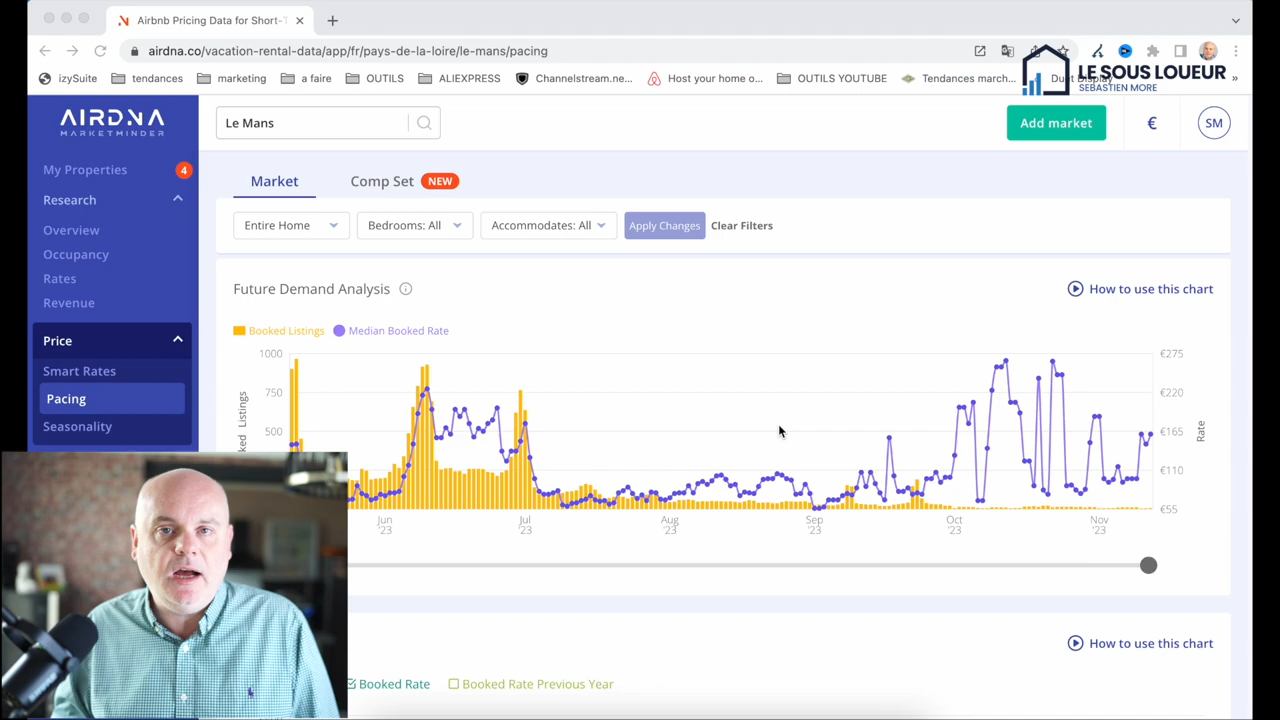 Airbnb Pricing Data for Short-T
airdna.co/vacation-rental-data/app/fr/pays-de-la-loire/le-mans/pacing
izySuite tendances marketing a faire OUTILS ALIEXPRESS Channelstream.ne... Host your home o... OUTILS YOUTUBE Tendances march... Duet Display »
LE SOUS LOUEUR
SEBASTIEN MORE
AIRDNA
MARKETMINDER
Le Mans
Add market
€
SM
My Properties 4
Research
Overview
Occupancy
Rates
Revenue
Price
Smart Rates
Pacing
Seasonality
Market
Comp Set NEW
Entire Home
Bedrooms: All
Accommodates: All
Apply Changes
Clear Filters
Future Demand Analysis
How to use this chart
Booked Listings
Median Booked Rate
1000
750
500
Listings
€275
€220
€165
€110
€55
Rate
Jun '23
Jul '23
Aug '23
Sep '23
Oct '23
Nov '23
How to use this chart
Booked Rate
Booked Rate Previous Year